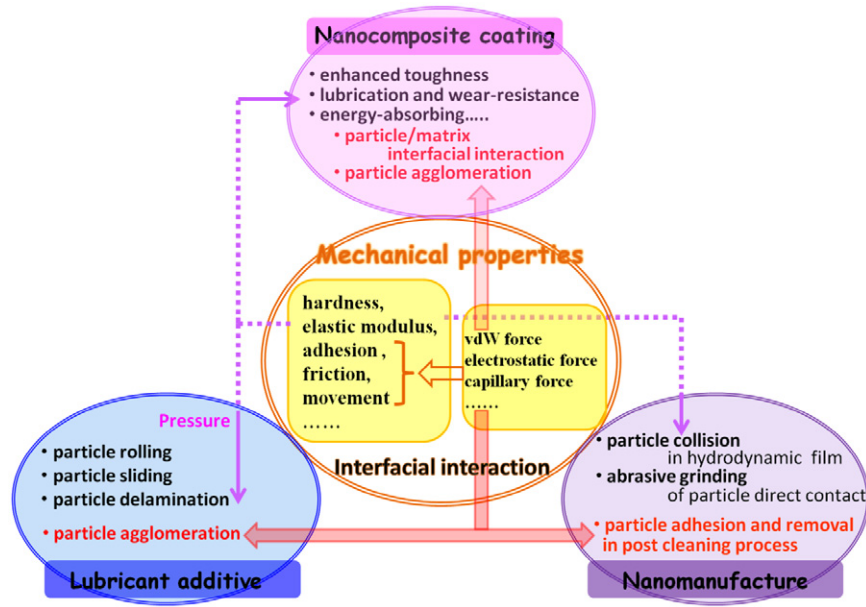 Nanocomposite coating
• enhanced toughness
• lubrication and wear-resistance
• energy-absorbing.....
• particle/matrix
interfacial interaction
• particle agglomeration
Mechanical properties
hardness,
elastic modulus,
adhesion ,
friction,
movement
......
vdW force
electrostatic force
capillary force
......
Interfacial interaction
Pressure
• particle rolling
• particle sliding
• particle delamination
• particle agglomeration
Lubricant additive
• particle collision
in hydrodynamic film
• abrasive grinding
of particle direct contact
• particle adhesion and removal
in post cleaning process
Nanomanufacture